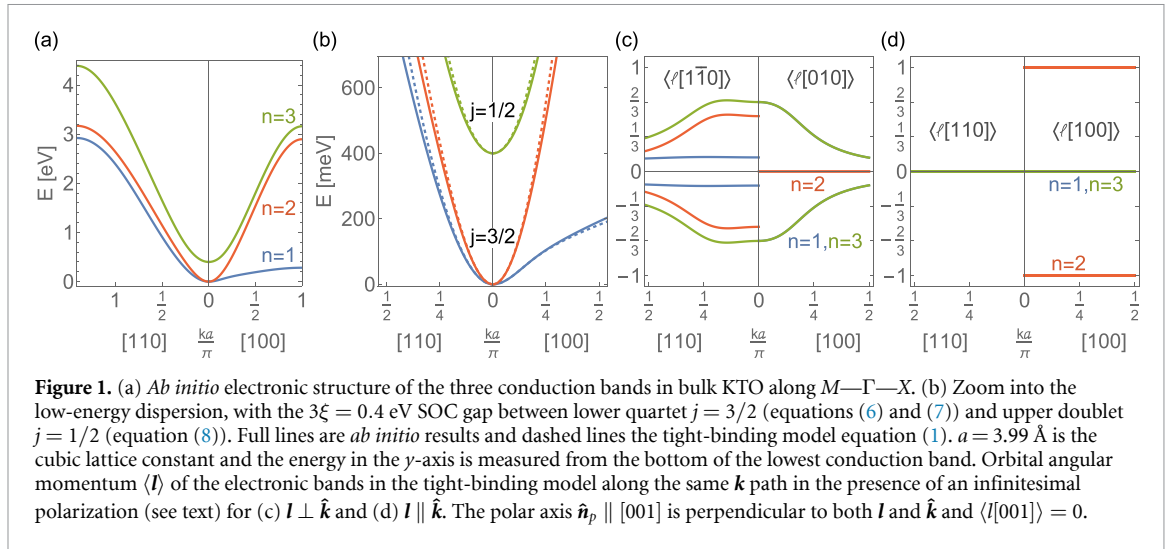 (a)
(b)
(c)
(d)
E [eV]
4
3
2
1
0
n=3
n=2
n=1
1
1/2
0
1/2
1
[110]
ka/π
[100]
E [meV]
600
400
200
0
j=1/2
j=3/2
1/2
1/4
0
1/4
1/2
[110]
ka/π
[100]
⟨ℓ[11̅0]⟩
⟨ℓ[010]⟩
1
2/3
1/3
0
-1/3
-2/3
-1
n=2
n=1,n=3
1/2
1/4
0
1/4
1/2
[110]
ka/π
[100]
⟨ℓ[110]⟩
⟨ℓ[100]⟩
1
2/3
1/3
0
-1/3
-2/3
-1
n=1,n=3
n=2
1/2
1/4
0
1/4
1/2
[110]
ka/π
[100]
Figure 1. (a) Ab initio electronic structure of the three conduction bands in bulk KTO along M—Γ—X. (b) Zoom into the
low-energy dispersion, with the 3ξ = 0.4 eV SOC gap between lower quartet j = 3/2 (equations (6) and (7)) and upper doublet
j = 1/2 (equation (8)). Full lines are ab initio results and dashed lines the tight-binding model equation (1). a = 3.99 Å is the
cubic lattice constant and the energy in the y-axis is measured from the bottom of the lowest conduction band. Orbital angular
momentum ⟨l⟩ of the electronic bands in the tight-binding model along the same k path in the presence of an infinitesimal
polarization (see text) for (c) l ⊥ k̂ and (d) l ∥ k̂. The polar axis n̂ₚ ∥ [001] is perpendicular to both l and k̂ and ⟨l[001]⟩ = 0.